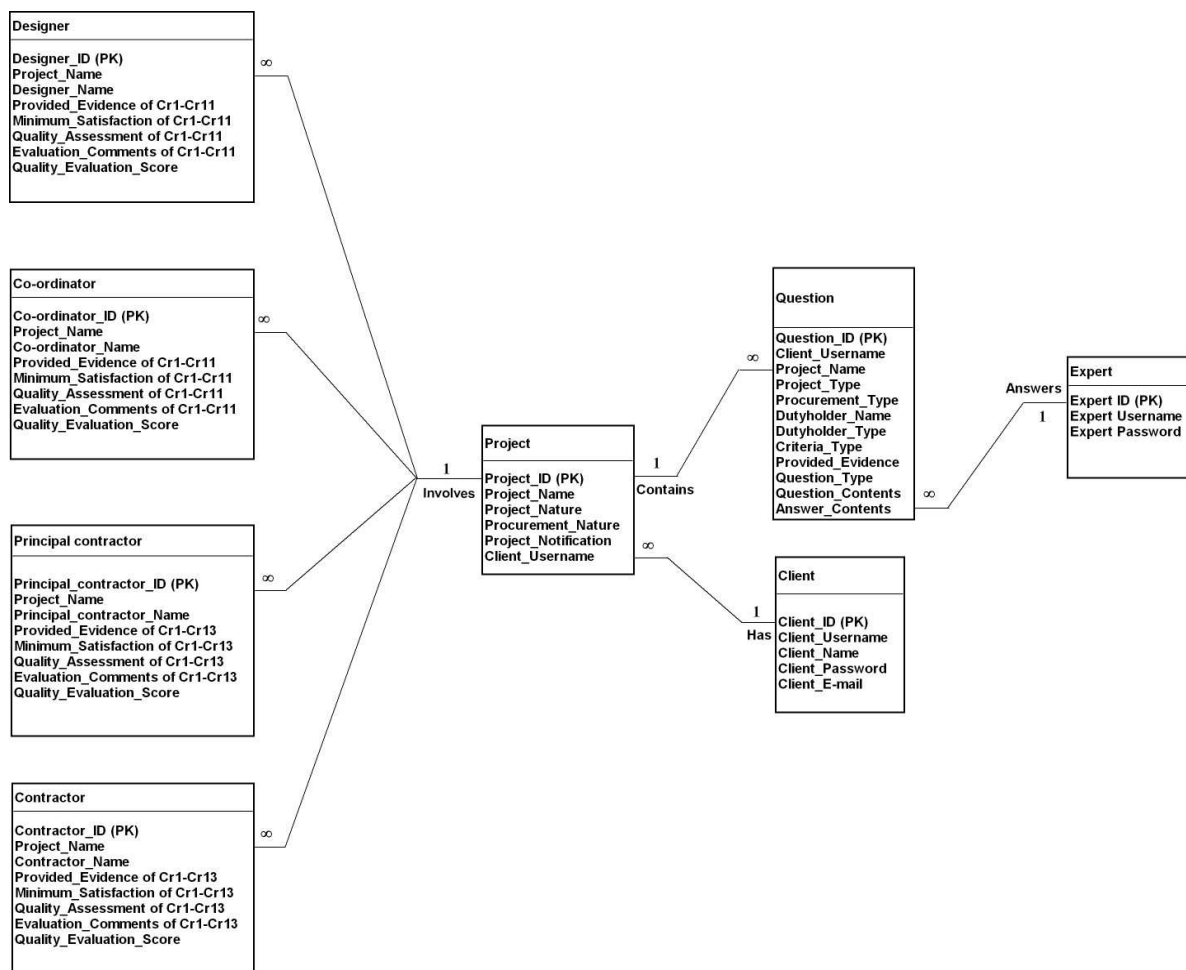 Designer
Designer_ID (PK)
Project_Name
Designer_Name
Provided_Evidence of Cr1-Cr11
Minimum_Satisfaction of Cr1-Cr11
Quality_Assessment of Cr1-Cr11
Evaluation_Comments of Cr1-Cr11
Quality_Evaluation_Score
∞
Co-ordinator
Co-ordinator_ID (PK)
Project_Name
Co-ordinator_Name
Provided_Evidence of Cr1-Cr11
Minimum_Satisfaction of Cr1-Cr11
Quality_Assessment of Cr1-Cr11
Evaluation_Comments of Cr1-Cr11
Quality_Evaluation_Score
∞
Principal contractor
Principal_contractor_ID (PK)
Project_Name
Principal_contractor_Name
Provided_Evidence of Cr1-Cr13
Minimum_Satisfaction of Cr1-Cr13
Quality_Assessment of Cr1-Cr13
Evaluation_Comments of Cr1-Cr13
Quality_Evaluation_Score
∞
Contractor
Contractor_ID (PK)
Project_Name
Contractor_Name
Provided_Evidence of Cr1-Cr13
Minimum_Satisfaction of Cr1-Cr13
Quality_Assessment of Cr1-Cr13
Evaluation_Comments of Cr1-Cr13
Quality_Evaluation_Score
∞
1
Involves
Project
Project_ID (PK)
Project_Name
Project_Nature
Procurement_Nature
Project_Notification
Client_Username
1
Contains
∞
∞
1
Has
Question
Question_ID (PK)
Client_Username
Project_Name
Project_Type
Procurement_Type
Dutyholder_Name
Dutyholder_Type
Criteria_Type
Provided_Evidence
Question_Type
Question_Contents
Answer_Contents
∞
Client
Client_ID (PK)
Client_Username
Client_Name
Client_Password
Client_E-mail
Answers
1
Expert
Expert ID (PK)
Expert Username
Expert Password